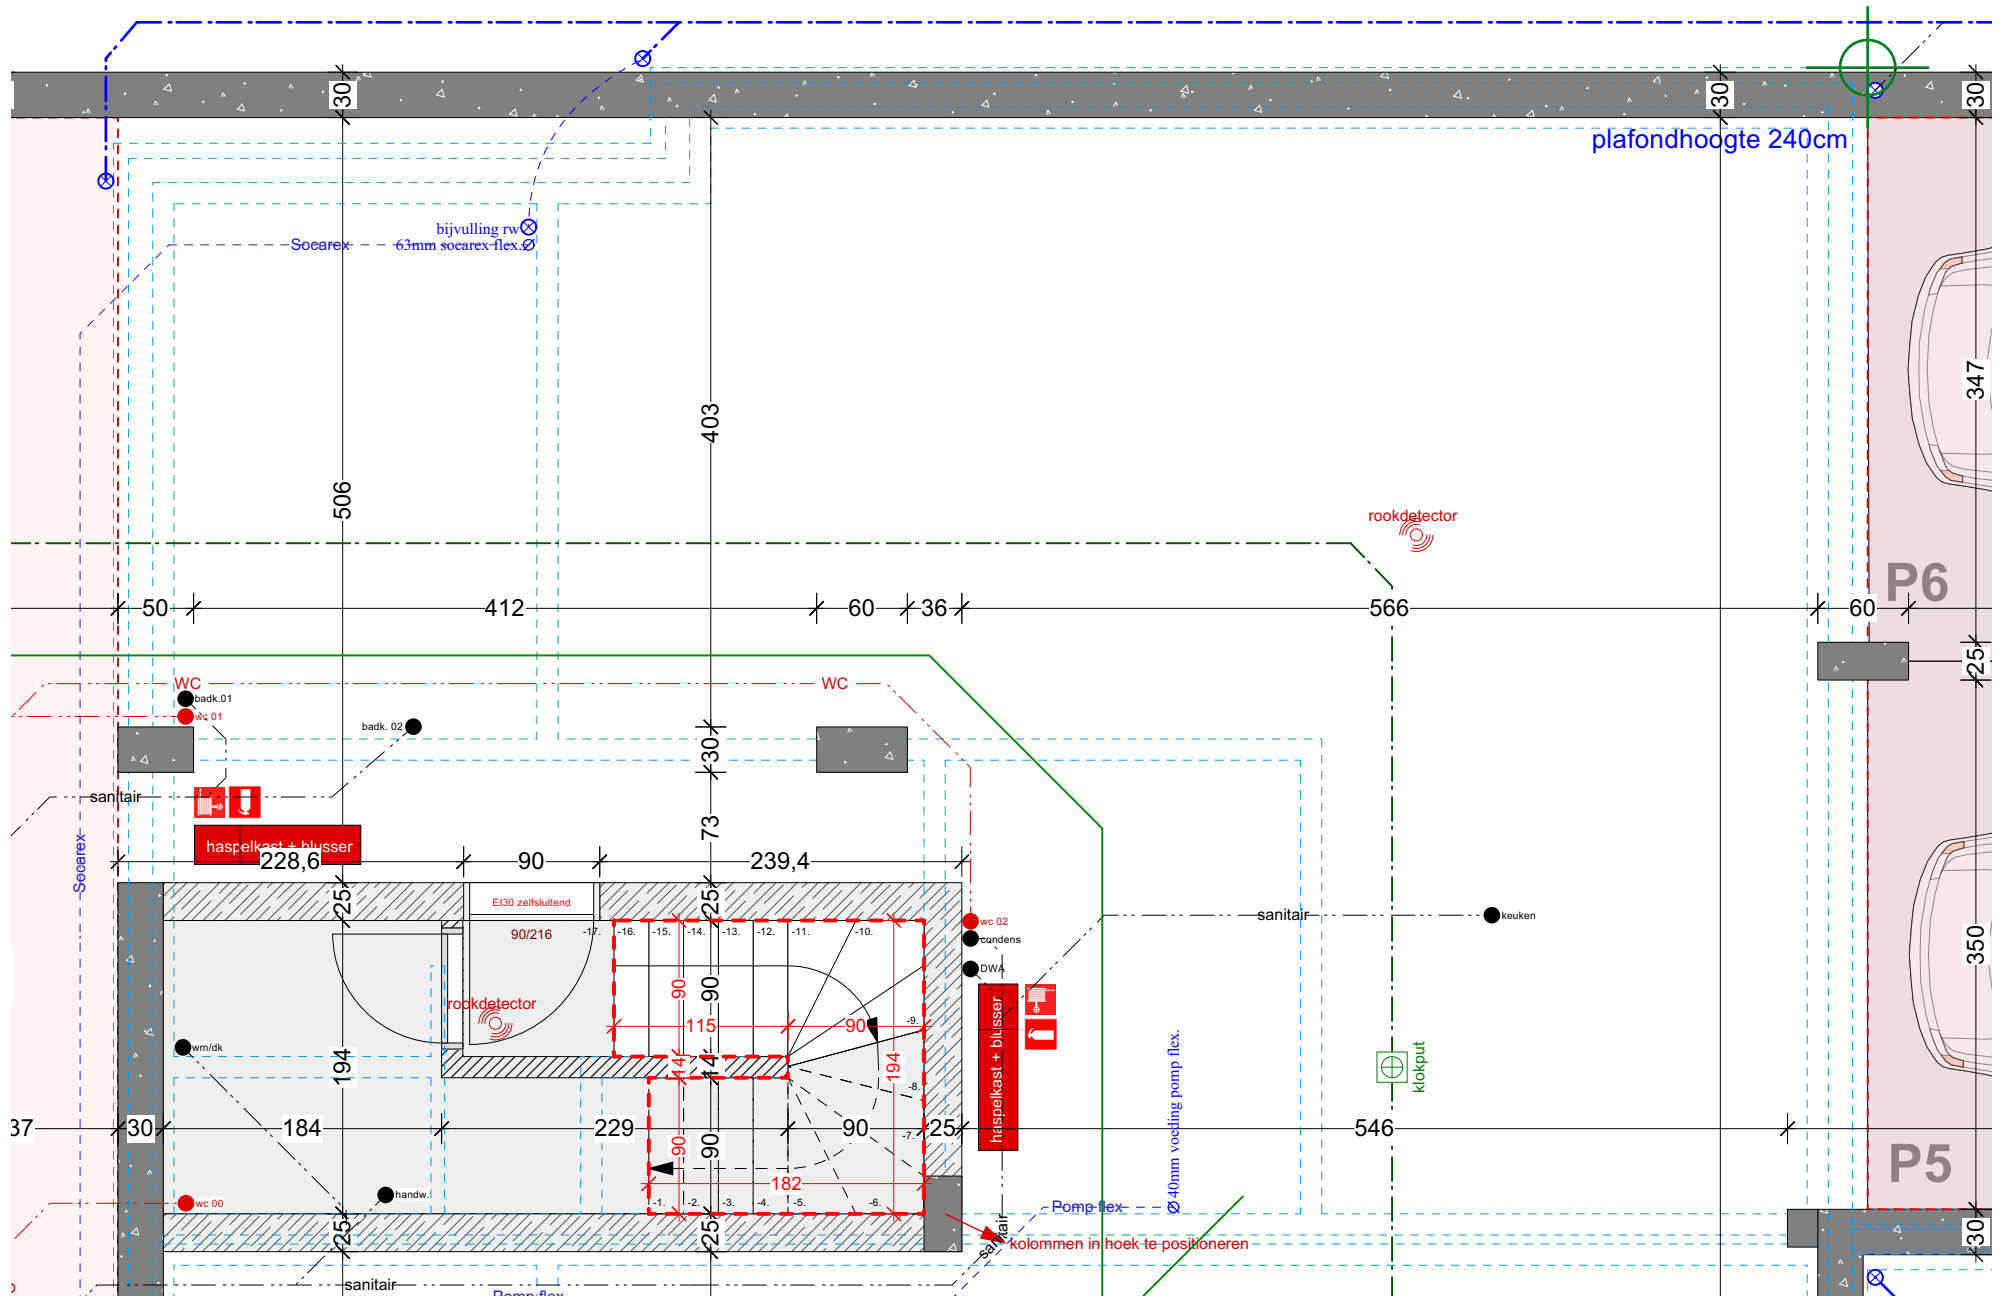 30
30
30
plafondhoogte 240cm
bijvulling rw
Socarex
63mm socarex flex.
347
403
506
rookdetector
P6
50
412
60
36
566
60
25
WC
WC
badk.01
wc 01
badk. 02
30
sanitair
73
Socarex
haspelkast + blusser
228,6
90
239,4
25
25
EI30 zelfsluitend
90/216
-17.
-16.
-15.
-14.
-13.
-12.
-11.
-10.
wc 02
condens
DWA
sanitair
keuken
350
rookdetector
90
90
115
90
-9.
haspelkast + blusser
wm/dk
194
14
14
194
klokput
-8.
37
30
184
229
90
90
90
-7.
25
546
Ø40mm voeding pomp flex.
P5
182
wc 00
handw.
-1.
-2.
-3.
-4.
-5.
-6.
Pomp flex
25
25
sanitair
kolommen in hoek te positioneren
30
sanitair
Pomp flex